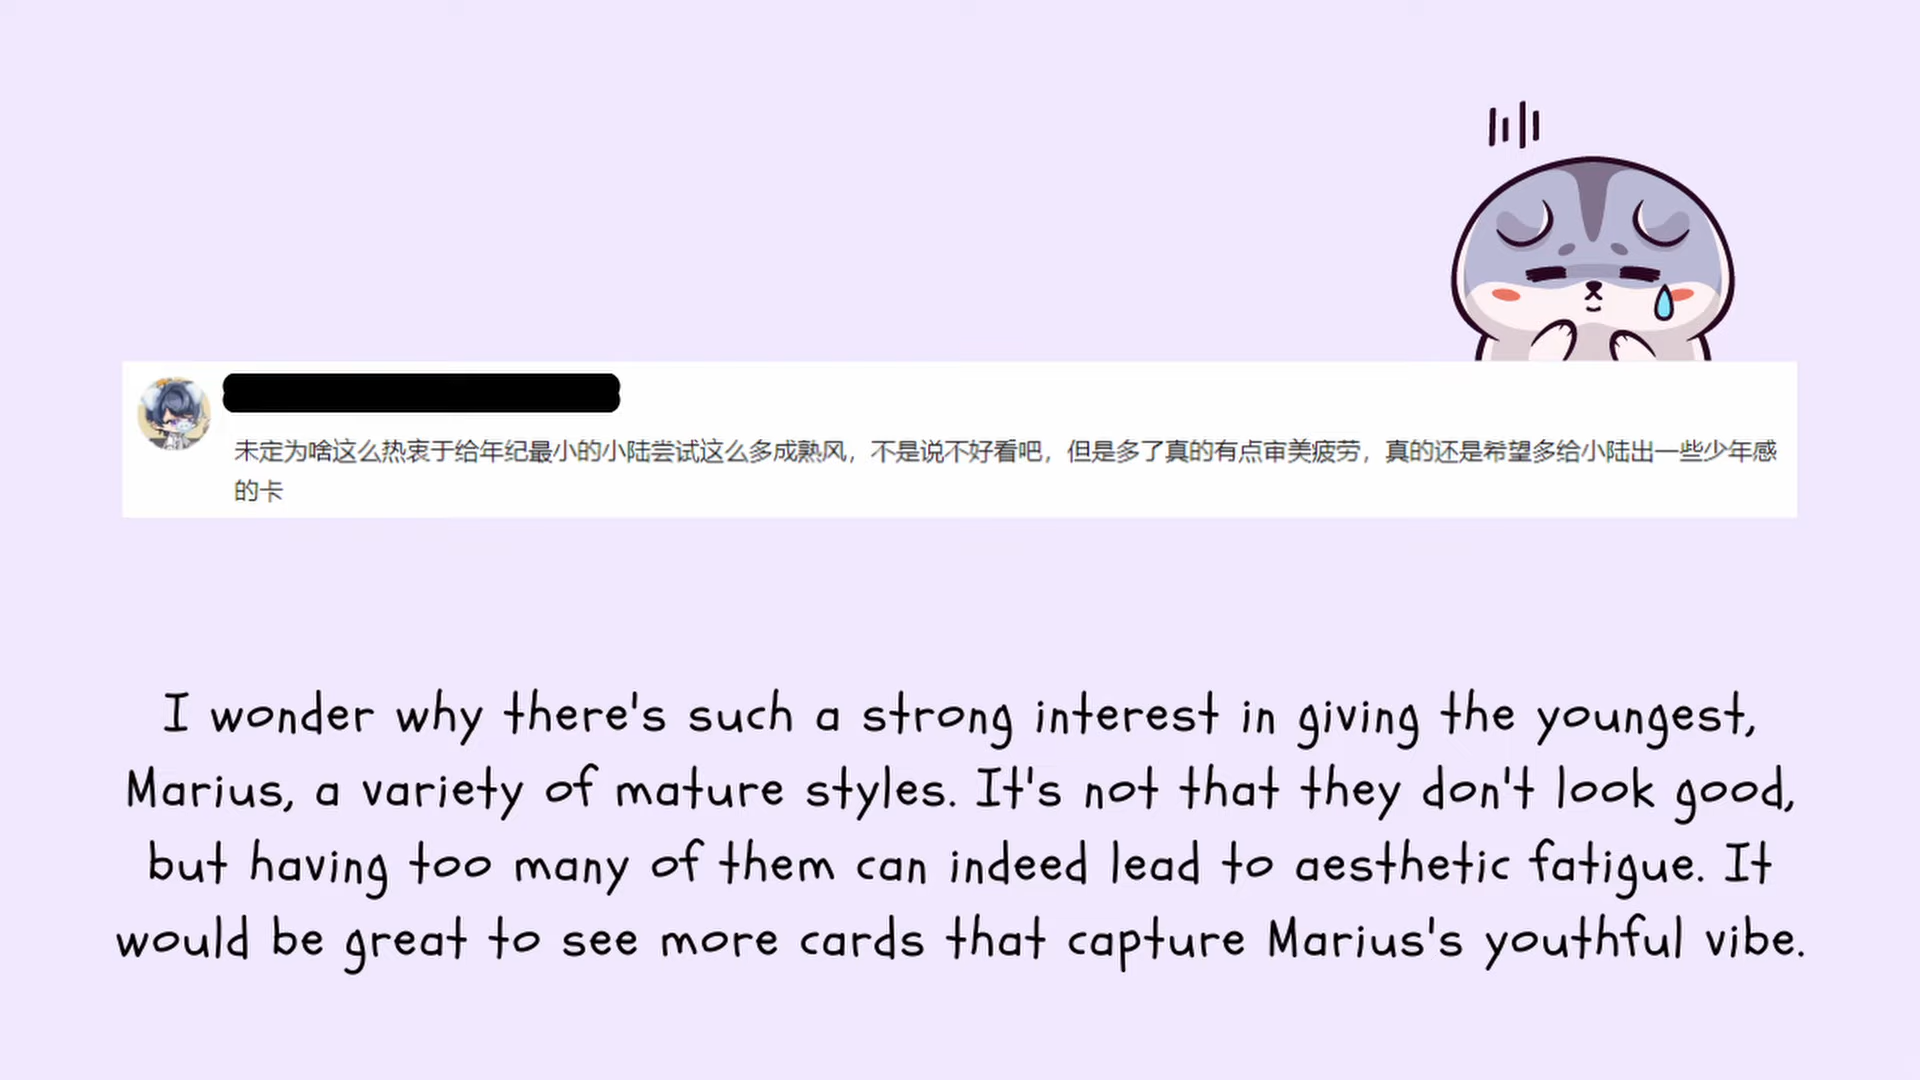 未定为啥这么热衷于给年纪最小的小陆尝试这么多成熟风，不是说不好看吧，但是多了真的有点审美疲劳，真的还是希望多给小陆出一些少年感
的卡
I wonder why there's such a strong interest in giving the youngest,
Marius, a variety of mature styles. It's not that they don't look good,
but having too many of them can indeed lead to aesthetic fatigue. It
would be great to see more cards that capture Marius's youthful vibe.